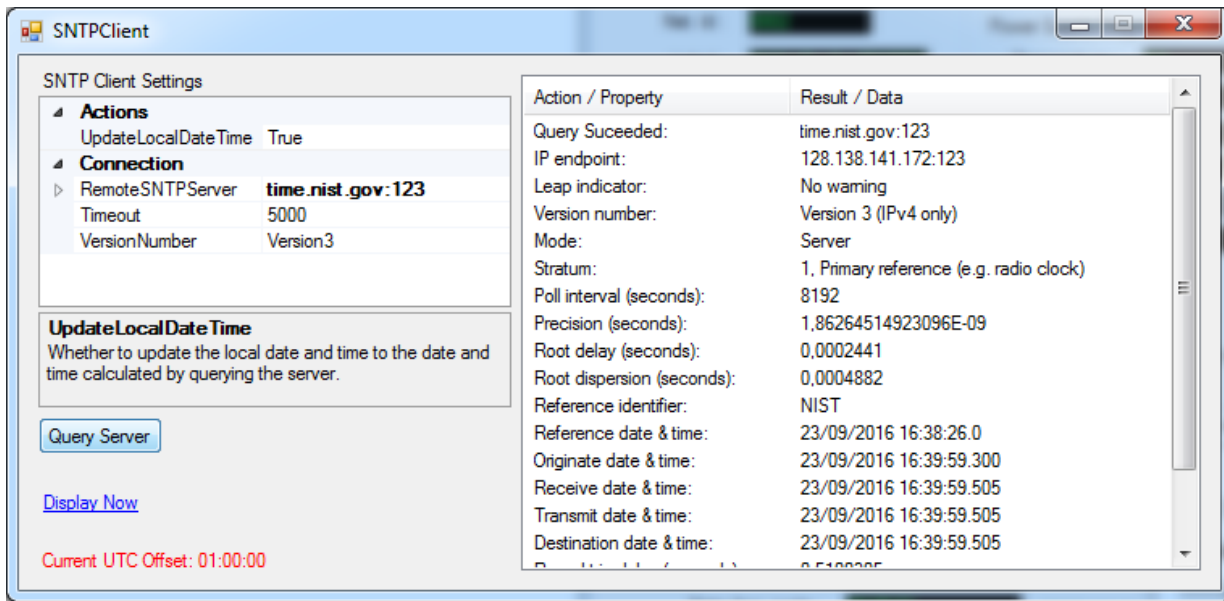 SNTPClient
SNTP Client Settings
Actions
UpdateLocalDateTime True
Connection
RemoteSNTPServer time.nist.gov:123
Timeout 5000
VersionNumber Version3
UpdateLocalDateTime
Whether to update the local date and time to the date and
time calculated by querying the server.
Query Server
Display Now
Current UTC Offset: 01:00:00
Action / Property Result / Data
Query Suceeded: time.nist.gov:123
IP endpoint: 128.138.141.172:123
Leap indicator: No warning
Version number: Version 3 (IPv4 only)
Mode: Server
Stratum: 1, Primary reference (e.g. radio clock)
Poll interval (seconds): 8192
Precision (seconds): 1,86264514923096E-09
Root delay (seconds): 0,0002441
Root dispersion (seconds): 0,0004882
Reference identifier: NIST
Reference date & time: 23/09/2016 16:38:26.0
Originate date & time: 23/09/2016 16:39:59.300
Receive date & time: 23/09/2016 16:39:59.505
Transmit date & time: 23/09/2016 16:39:59.505
Destination date & time: 23/09/2016 16:39:59.505